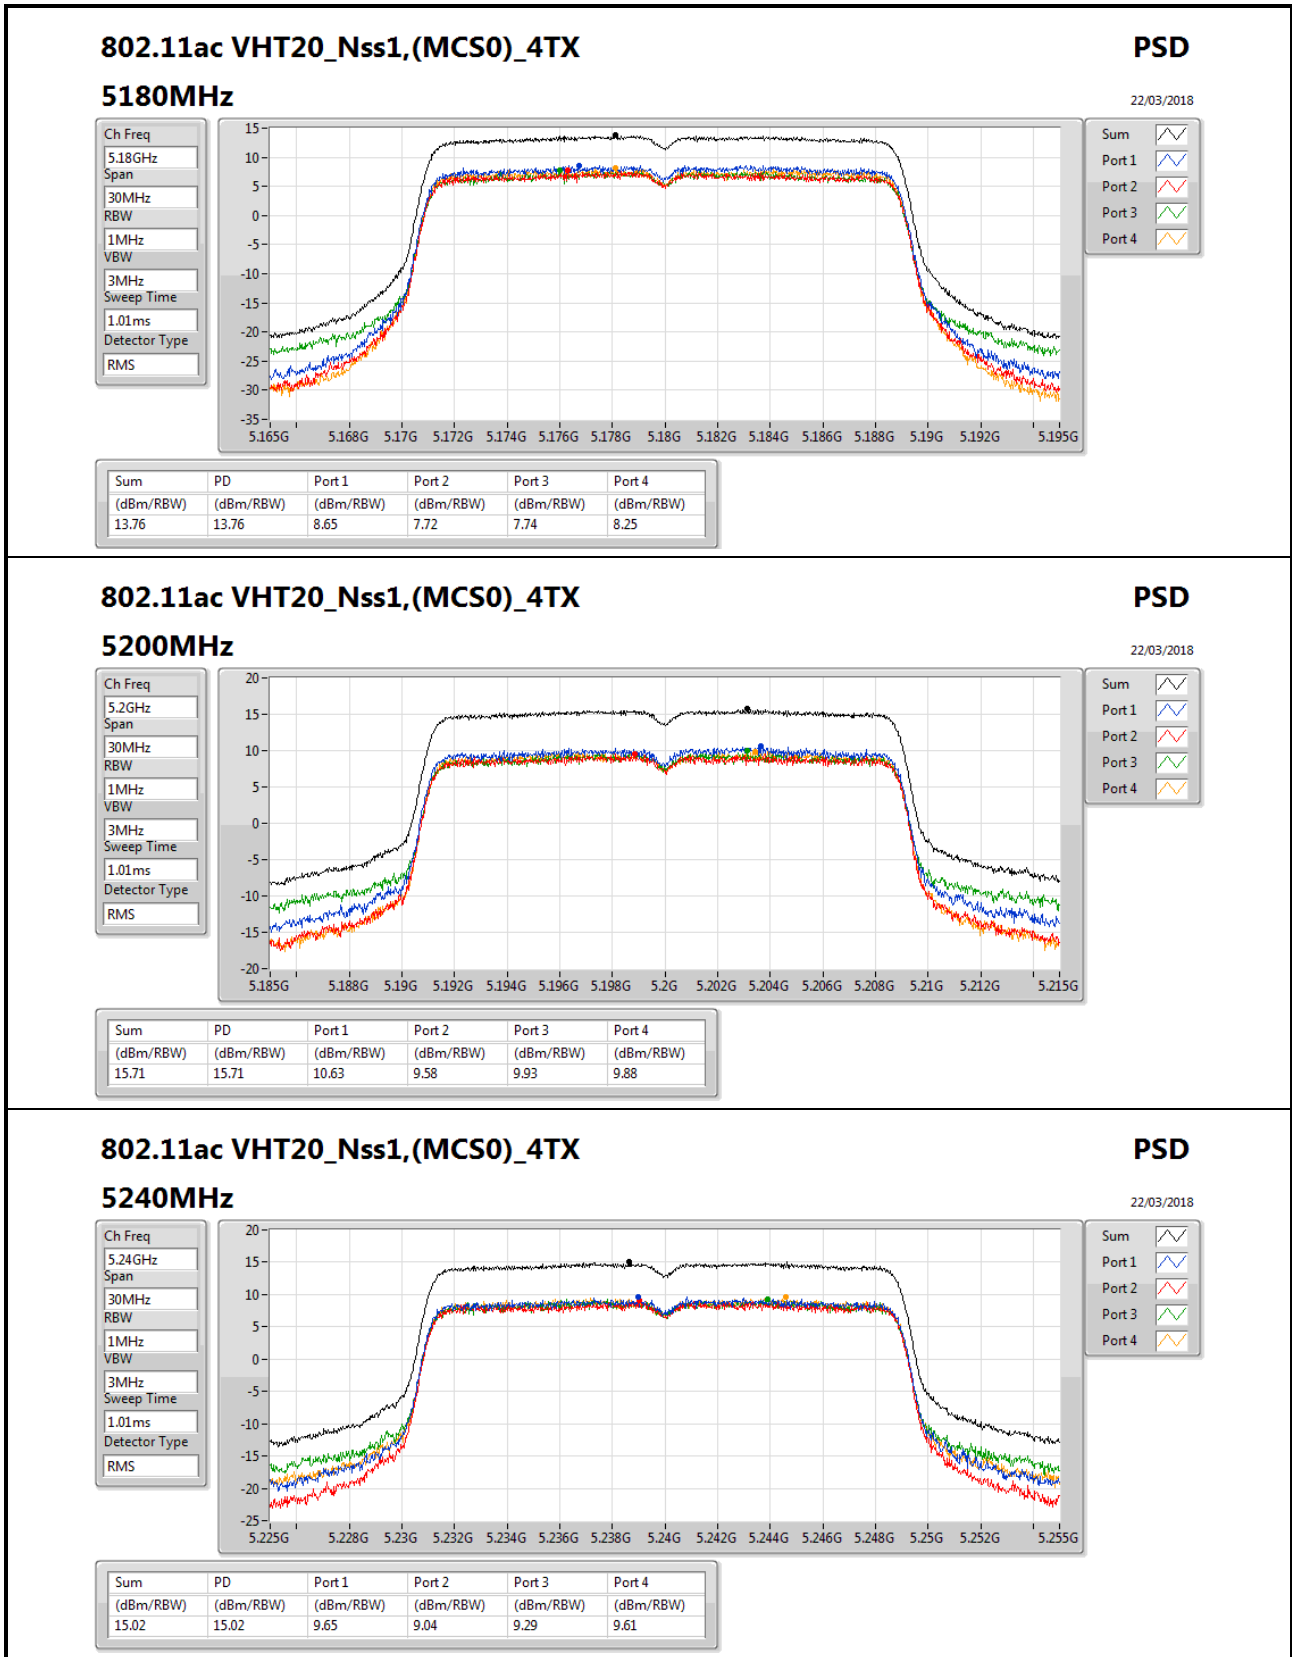 802.11ac VHT20_Nss1,(MCS0)_4TX PSD
5180MHz 22/03/2018
Ch Freq
5.18GHz
Span
30MHz
RBW
1MHz
VBW
3MHz
Sweep Time
1.01ms
Detector Type
RMS
15
10
5
0
-5
-10
-15
-20
-25
-30
-35
5.165G 5.168G 5.17G 5.172G 5.174G 5.176G 5.178G 5.18G 5.182G 5.184G 5.186G 5.188G 5.19G 5.192G 5.195G
Sum
Port 1
Port 2
Port 3
Port 4
Sum PD Port 1 Port 2 Port 3 Port 4
(dBm/RBW) (dBm/RBW) (dBm/RBW) (dBm/RBW) (dBm/RBW) (dBm/RBW)
13.76 13.76 8.65 7.72 7.74 8.25
802.11ac VHT20_Nss1,(MCS0)_4TX PSD
5200MHz 22/03/2018
Ch Freq
5.2GHz
Span
30MHz
RBW
1MHz
VBW
3MHz
Sweep Time
1.01ms
Detector Type
RMS
20
15
10
5
0
-5
-10
-15
-20
5.185G 5.188G 5.19G 5.192G 5.194G 5.196G 5.198G 5.2G 5.202G 5.204G 5.206G 5.208G 5.21G 5.212G 5.215G
Sum
Port 1
Port 2
Port 3
Port 4
Sum PD Port 1 Port 2 Port 3 Port 4
(dBm/RBW) (dBm/RBW) (dBm/RBW) (dBm/RBW) (dBm/RBW) (dBm/RBW)
15.71 15.71 10.63 9.58 9.93 9.88
802.11ac VHT20_Nss1,(MCS0)_4TX PSD
5240MHz 22/03/2018
Ch Freq
5.24GHz
Span
30MHz
RBW
1MHz
VBW
3MHz
Sweep Time
1.01ms
Detector Type
RMS
20
15
10
5
0
-5
-10
-15
-20
-25
5.225G 5.228G 5.23G 5.232G 5.234G 5.236G 5.238G 5.24G 5.242G 5.244G 5.246G 5.248G 5.25G 5.252G 5.255G
Sum
Port 1
Port 2
Port 3
Port 4
Sum PD Port 1 Port 2 Port 3 Port 4
(dBm/RBW) (dBm/RBW) (dBm/RBW) (dBm/RBW) (dBm/RBW) (dBm/RBW)
15.02 15.02 9.65 9.04 9.29 9.61